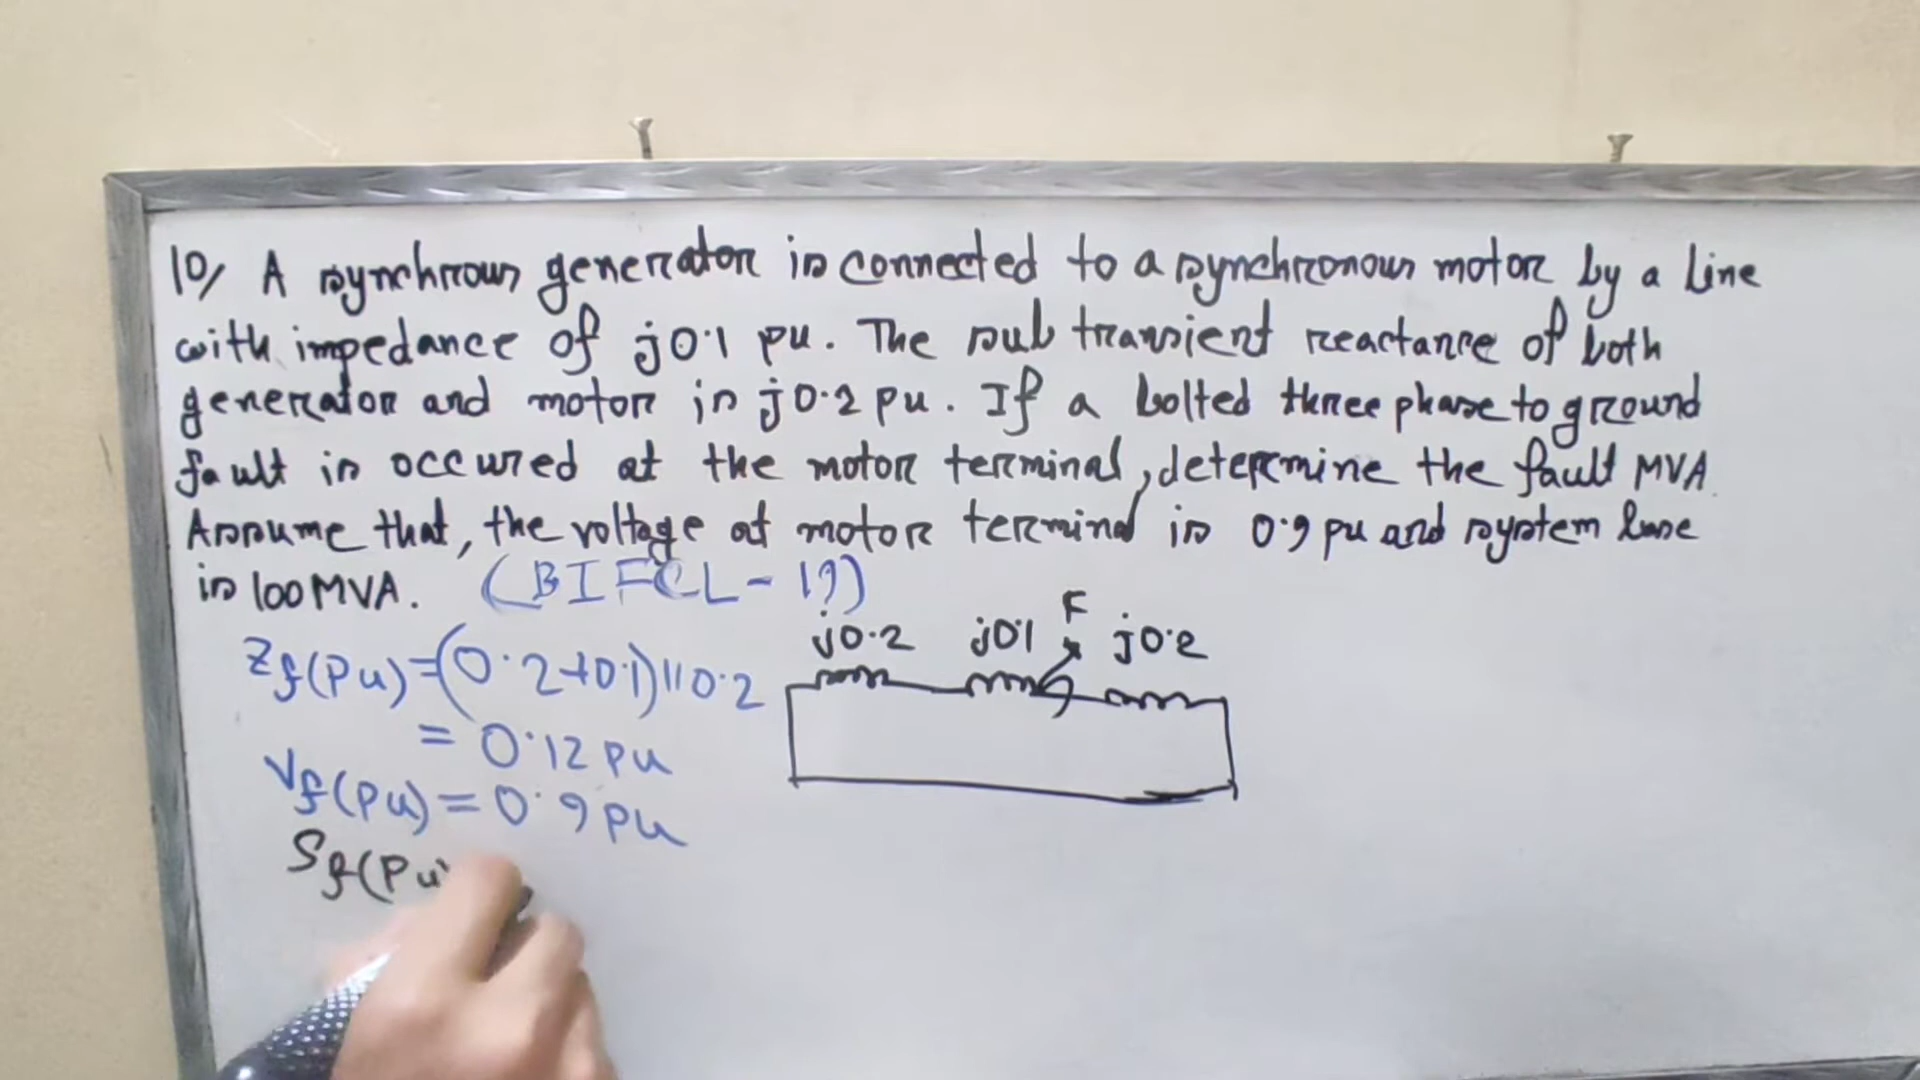 10/ A synchrous generator is connected to a synchronous motor by a line
with impedance of j0.1 pu. The sub transient reactance of both
generator and motor is j0.2 pu. If a bolted three phase to ground
fault is occured at the motor terminal, determine the fault MVA.
Assume that, the voltage at motor terminal is 0.9 pu and system base
is 100 MVA. (BIFCL-19)
j0.2 j0.1 F j0.2
Zf(Pu)=(0.2+0.1)||0.2
= 0.12 pu
Vf(Pu) = 0.9 pu
Sf(Pu)